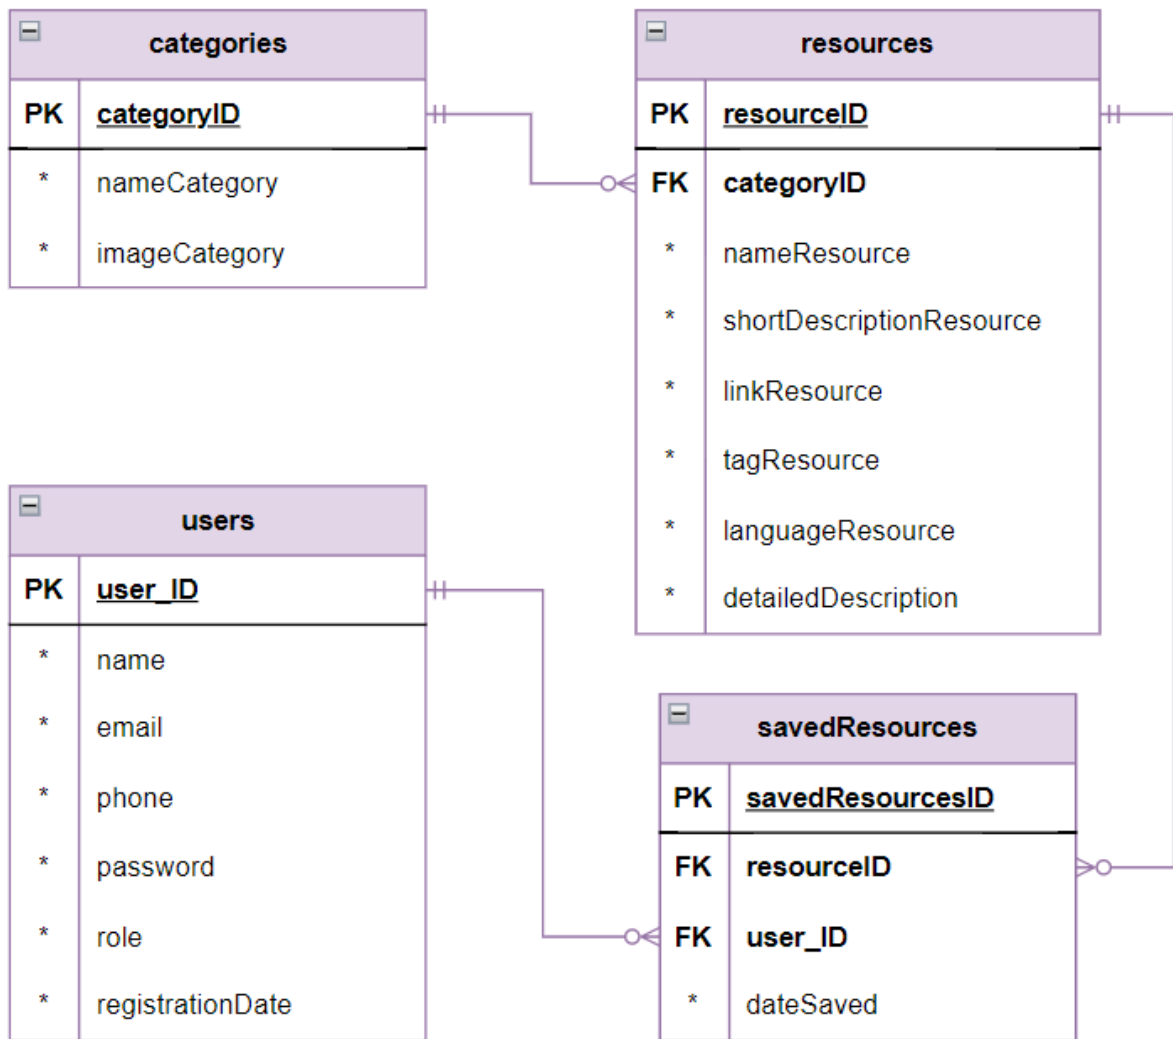 categories
PK categoryID
* nameCategory
* imageCategory
resources
PK resourceID
FK categoryID
* nameResource
* shortDescriptionResource
* linkResource
* tagResource
* languageResource
* detailedDescription
users
PK user_ID
* name
* email
* phone
* password
* role
* registrationDate
savedResources
PK savedResourcesID
FK resourceID
FK user_ID
* dateSaved